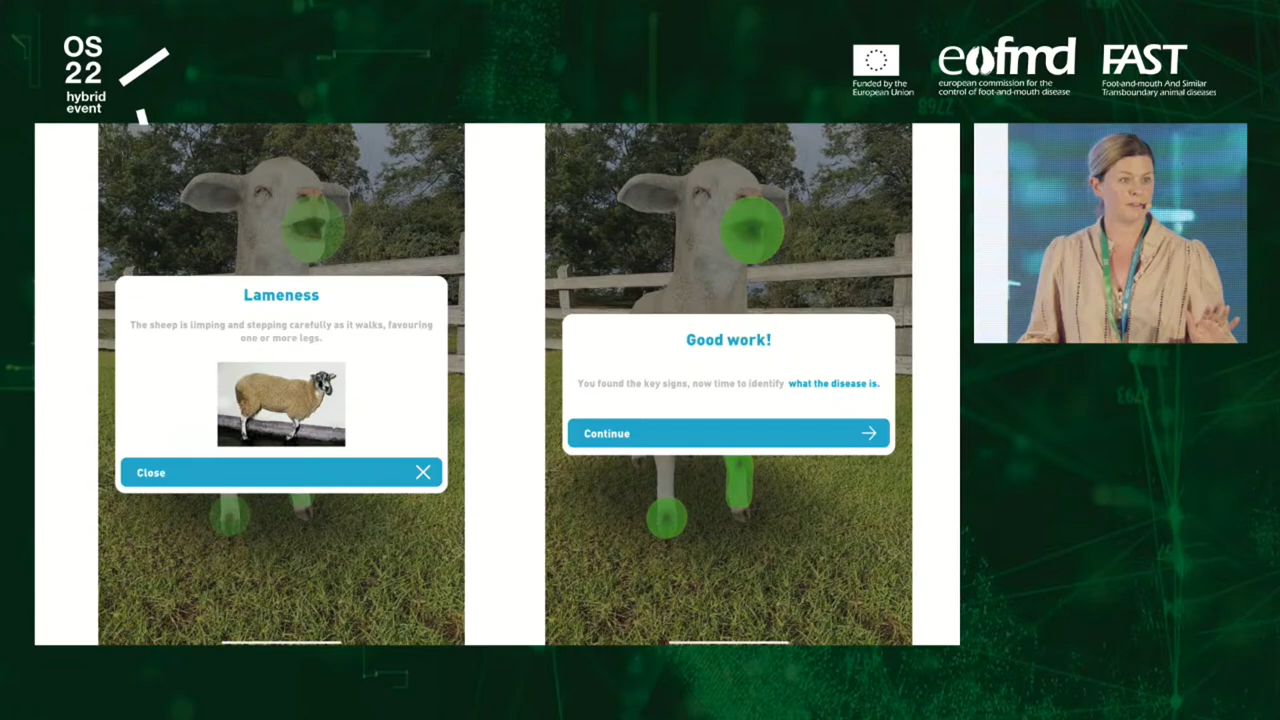 OS
22
hybrid
event
Funded by the
European Union
eofmd
european commission for the
control of foot-and-mouth disease
FAST
Foot-and-mouth And Similar
Transboundary animal diseases
Lameness
The sheep is limping and stepping carefully as it walks, favouring
one or more legs.
Close
Good work!
You found the key signs, now time to identify what the disease is.
Continue